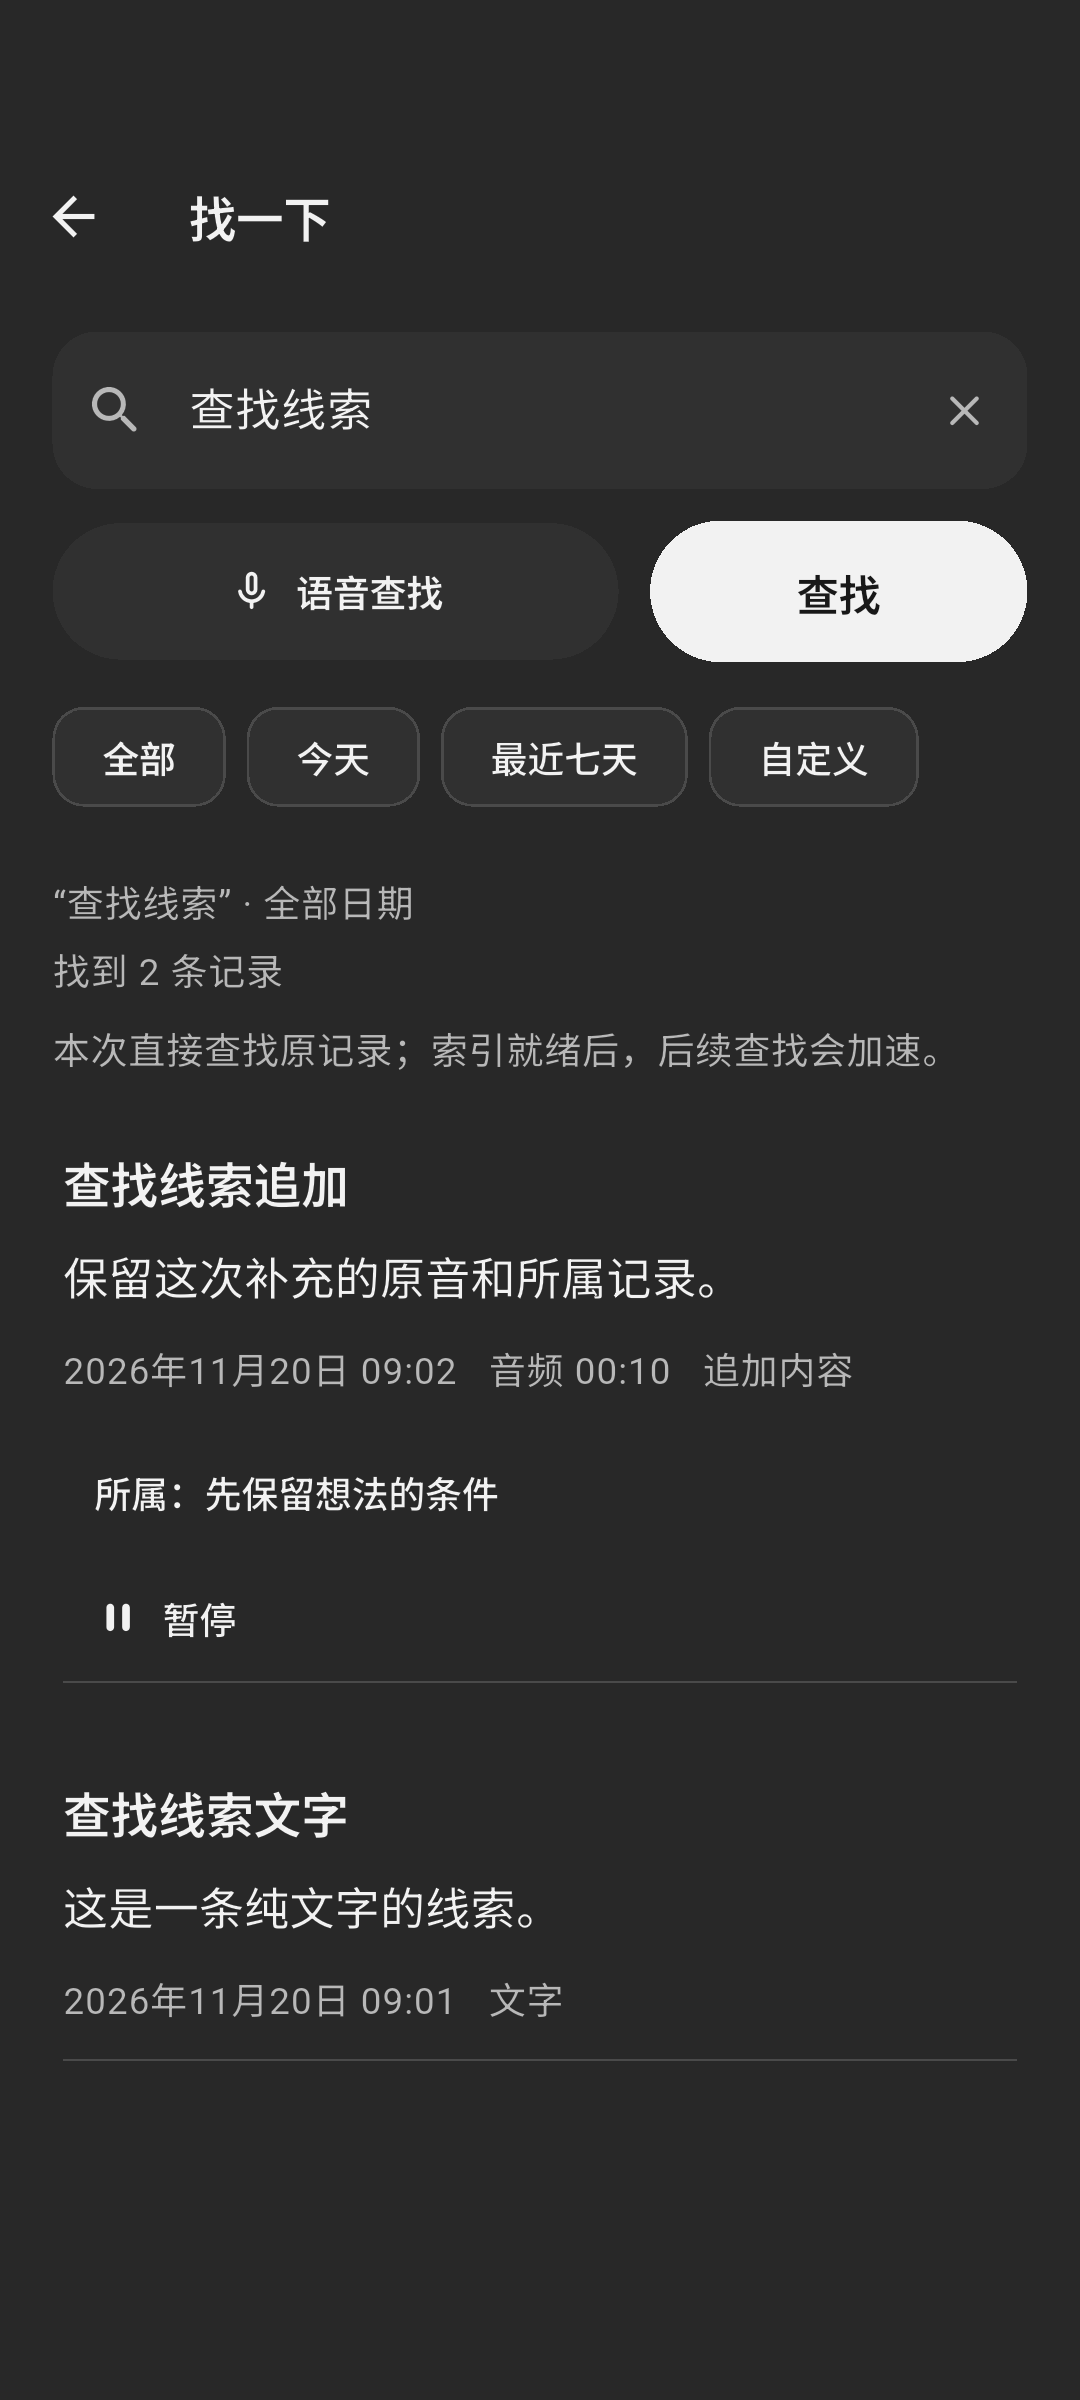 找一下
查找线索
语音查找
查找
全部
今天
最近七天
自定义
“查找线索” · 全部日期
找到 2 条记录
本次直接查找原记录；索引就绪后，后续查找会加速。
查找线索追加
保留这次补充的原音和所属记录。
2026年11月20日 09:02 音频 00:10 追加内容
所属：先保留想法的条件
暂停
查找线索文字
这是一条纯文字的线索。
2026年11月20日 09:01 文字